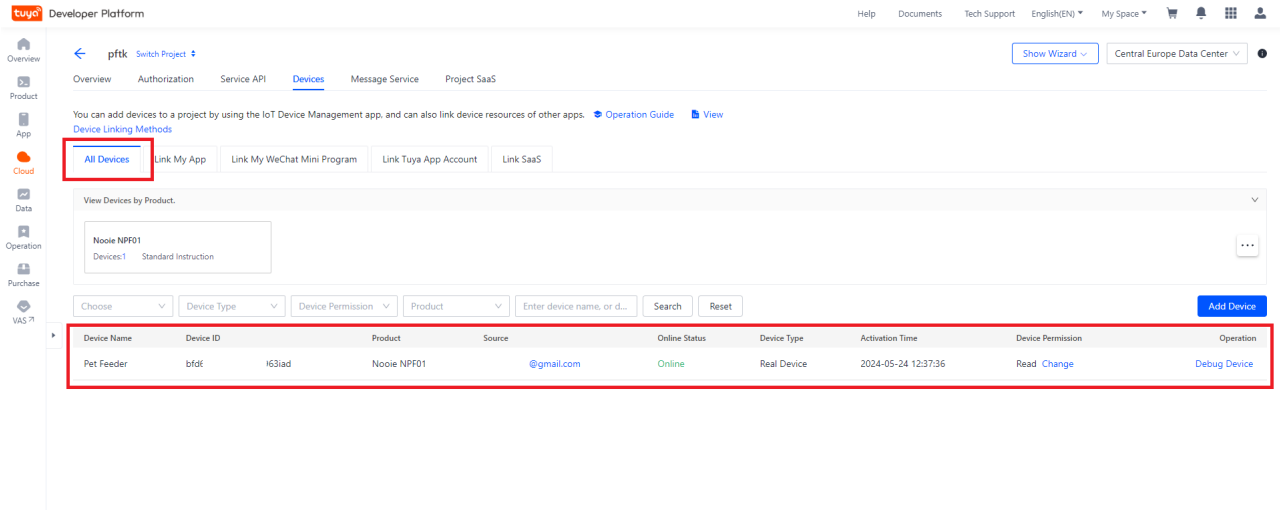 tuya Developer Platform
Help Documents Tech Support English(EN) My Space
Overview
Product
App
Cloud
Data
Operation
Purchase
VAS
pftk Switch Project
Show Wizard
Central Europe Data Center
Overview Authorization Service API Devices Message Service Project SaaS
You can add devices to a project by using the IoT Device Management app, and can also link device resources of other apps. Operation Guide View
Device Linking Methods
All Devices Link My App Link My WeChat Mini Program Link Tuya App Account Link SaaS
View Devices by Product.
Nooie NPF01
Devices:1 Standard Instruction
...
Choose Device Type Device Permission Product Enter device name, or d... Search Reset Add Device
Device Name Device ID Product Source Online Status Device Type Activation Time Device Permission Operation
Pet Feeder bfd6 63iad Nooie NPF01 @gmail.com Online Real Device 2024-05-24 12:37:36 Read Change Debug Device